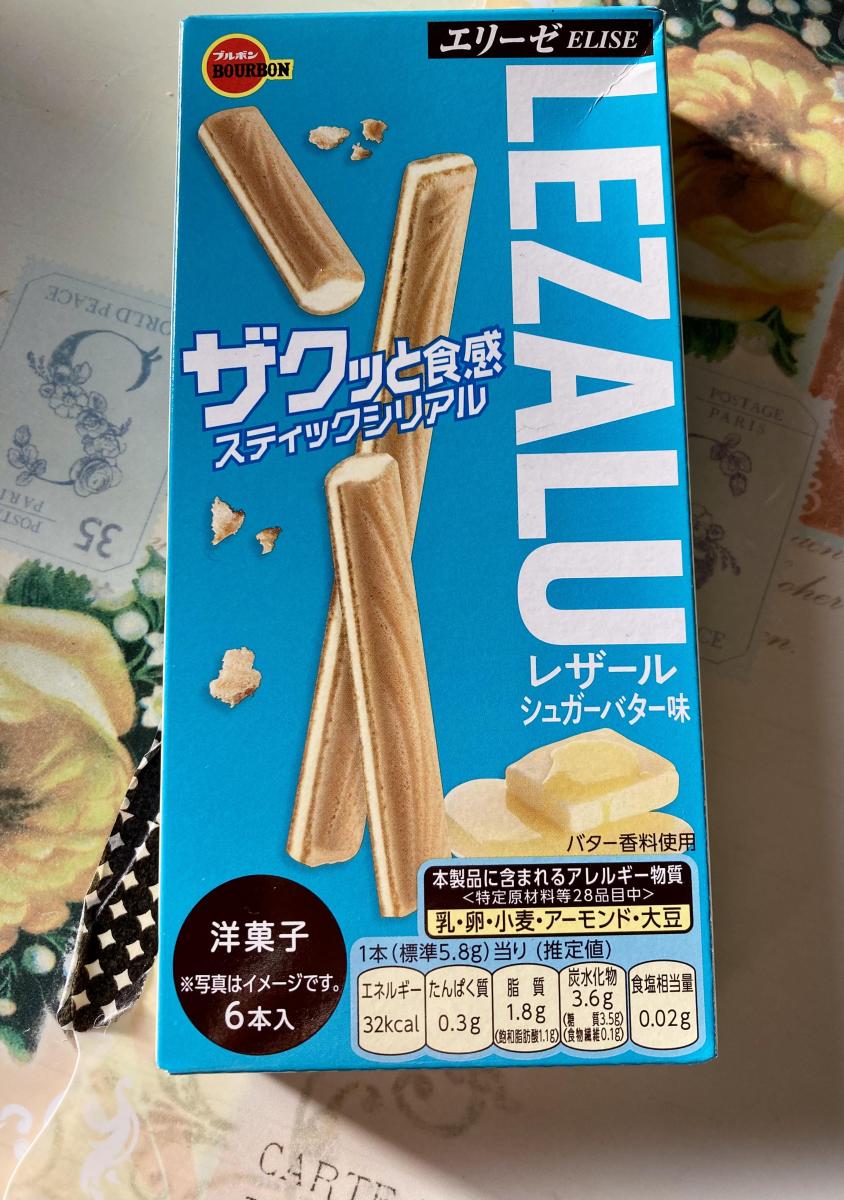 ブルボン
BOURBON
エリーゼ ELISE
LEZALU
ザクッと食感
スティックシリアル
レザール
シュガーバター味
バター香料使用
本製品に含まれるアレルギー物質
<特定原材料等28品目中>
乳・卵・小麦・アーモンド・大豆
洋菓子
※写真はイメージです。
6本入
1本(標準5.8g)当り(推定値)
エネルギー
32kcal
たんぱく質
0.3g
脂質
1.8g
(飽和脂肪酸1.1g)
炭水化物
3.6g
(糖質3.5g)
(食物繊維0.1g)
食塩相当量
0.02g
WORLD PEACE
35
POSTAGE
PARIS
CARTE